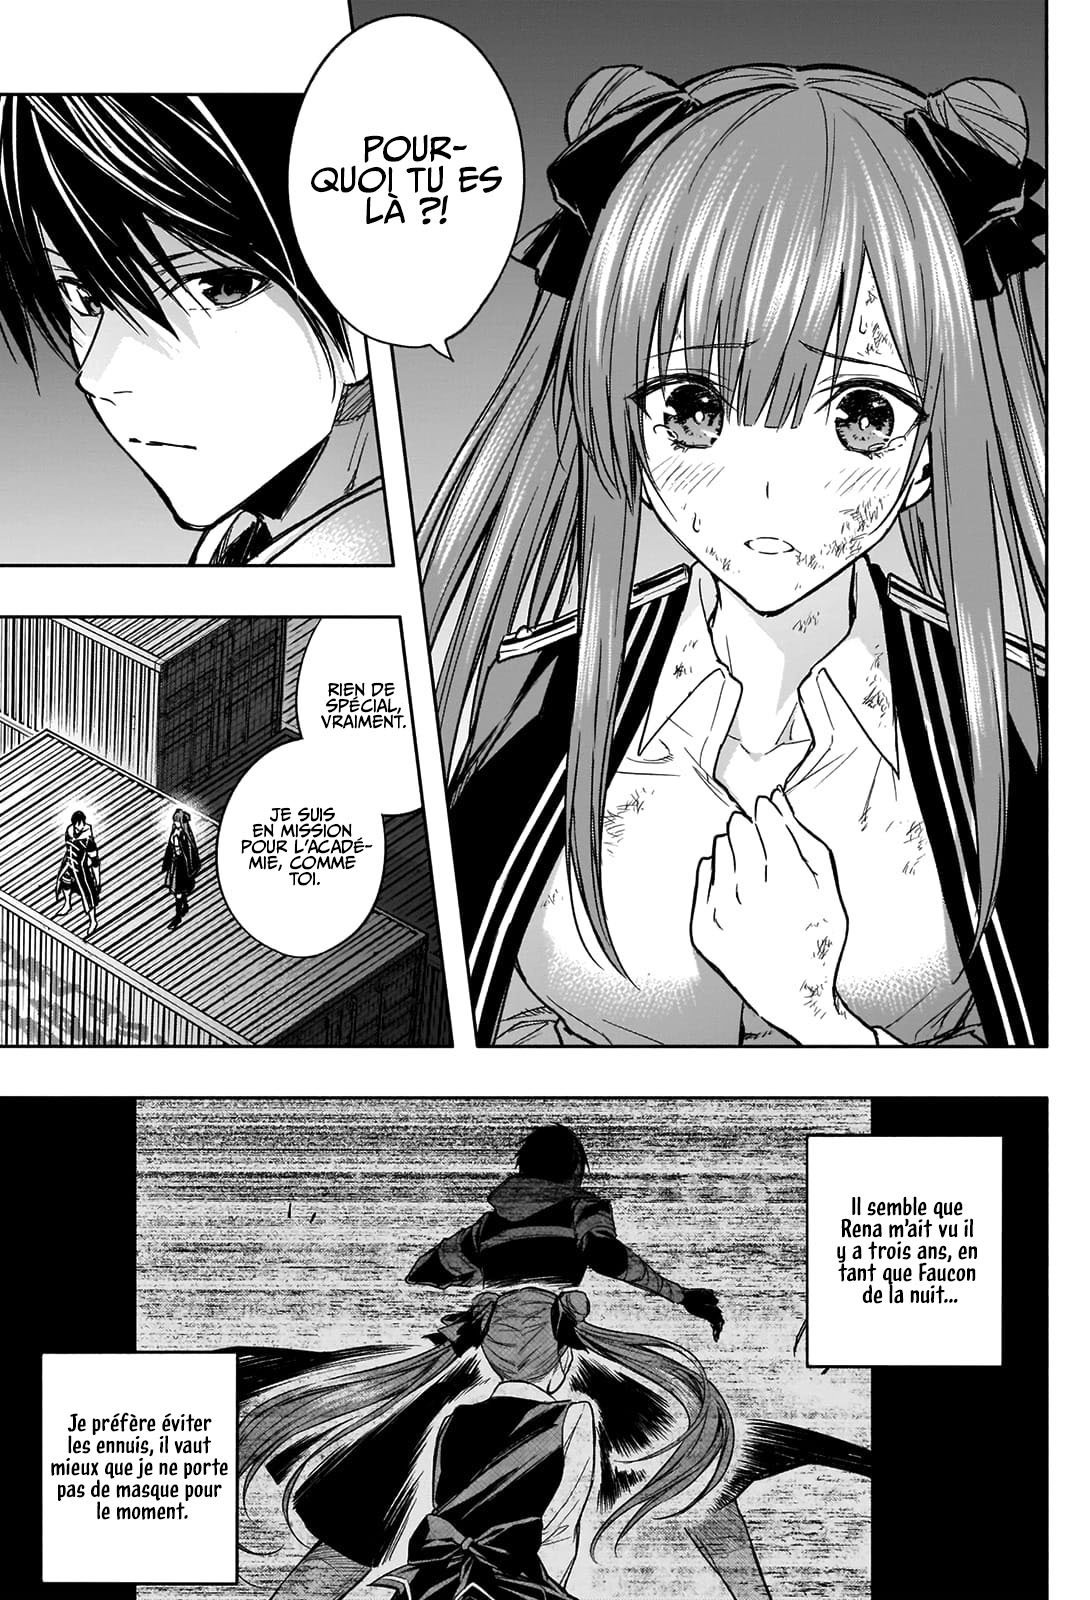 POUR-
QUOI TU ES
LÀ ?!
RIEN DE
SPÉCIAL,
VRAIMENT.
JE SUIS
EN MISSION
POUR L'ACADÉ-
MIE, COMME
TOI.
Il semble que
Rena m'ait vu il
y a trois ans, en
tant que Faucon
de la nuit...
Je préfère éviter
les ennuis, il vaut
mieux que je ne porte
pas de masque pour
le moment.